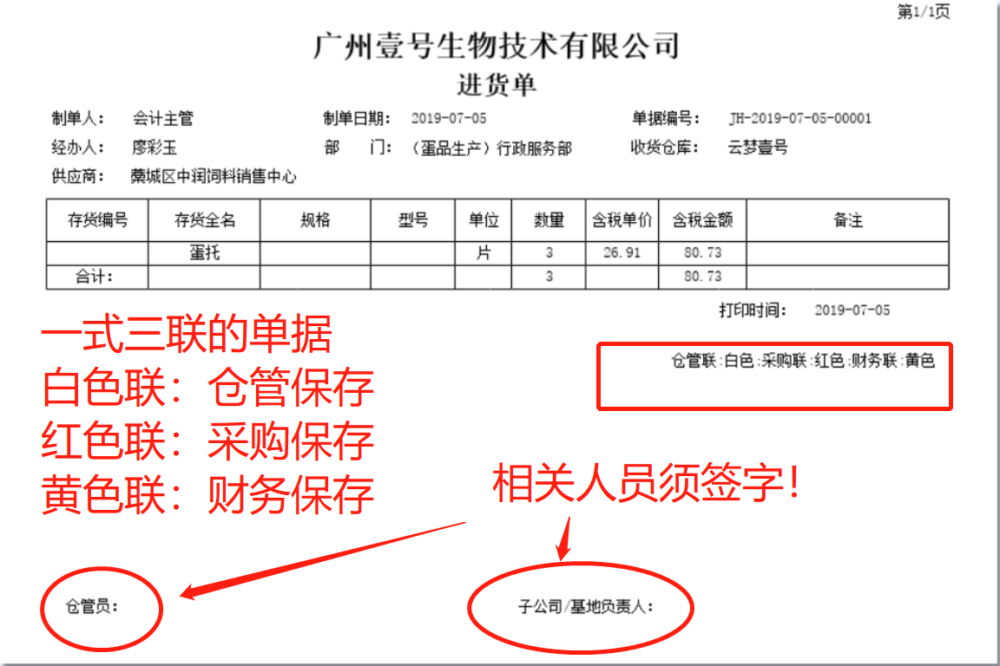 第1/1页
广州壹号生物技术有限公司
进货单
制单人： 会计主管 制单日期： 2019-07-05 单据编号： JH-2019-07-05-00001
经办人： 廖彩玉 部 门： （蛋品生产）行政服务部 收货仓库： 云梦壹号
供应商： 藁城区中润饲料销售中心
存货编号 存货全名 规格 型号 单位 数量 含税单价 含税金额 备注
蛋托 片 3 26.91 80.73
合计： 3 80.73
打印时间： 2019-07-05
一式三联的单据
仓管联:白色;采购联:红色;财务联:黄色
白色联：仓管保存
红色联：采购保存
黄色联：财务保存
相关人员须签字！
仓管员： 子公司/基地负责人：